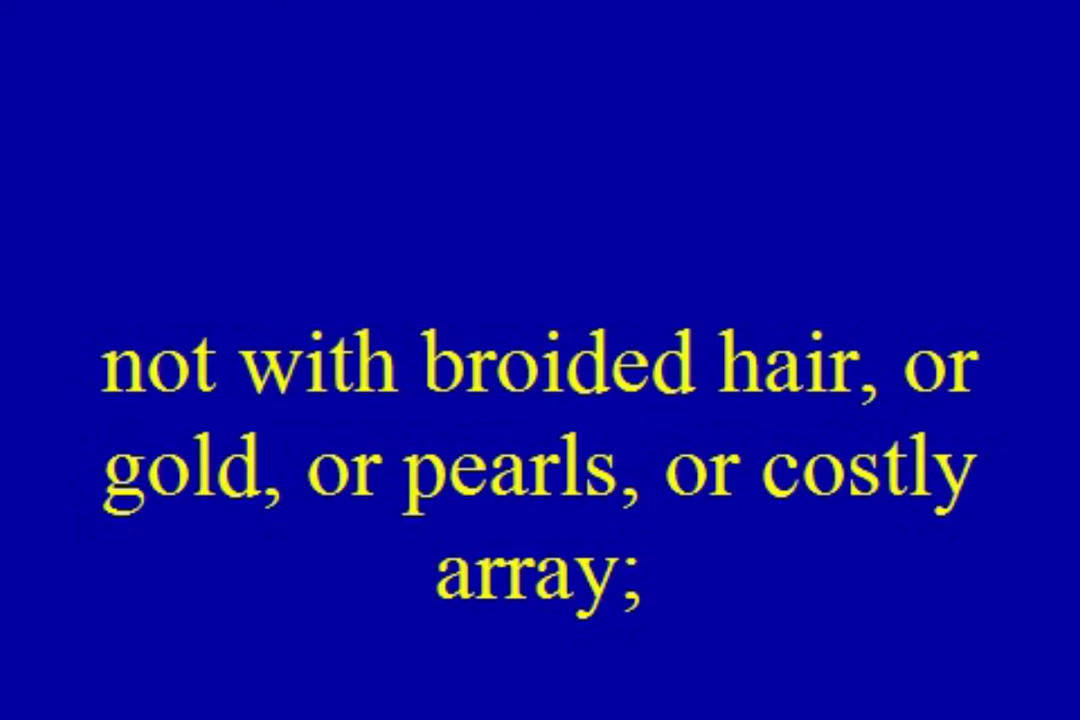 not with broided hair, or
gold, or pearls, or costly
array;